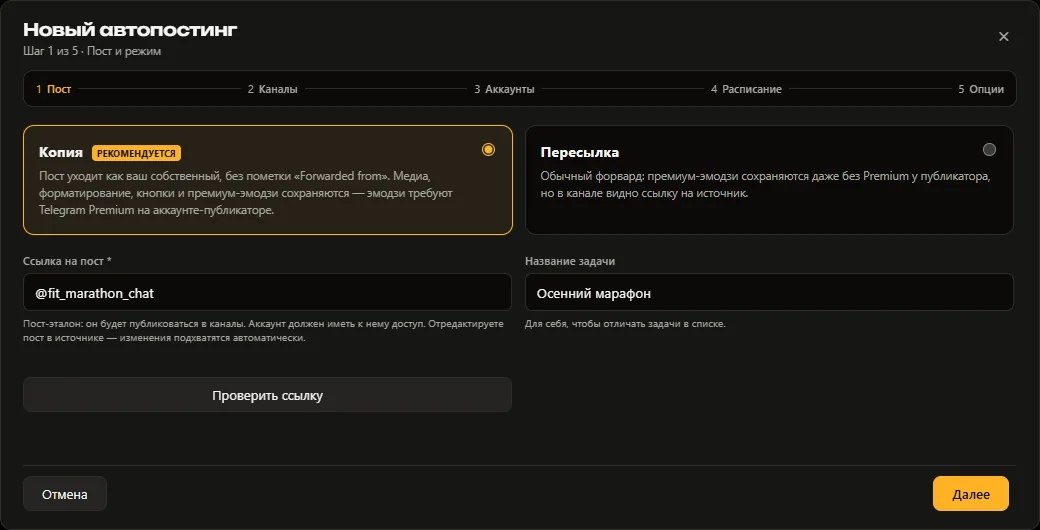 Новый автопостинг
Шаг 1 из 5 · Пост и режим
1 Пост
2 Каналы
3 Аккаунты
4 Расписание
5 Опции
Копия РЕКОМЕНДУЕТСЯ
Пост уходит как ваш собственный, без пометки «Forwarded from». Медиа,
форматирование, кнопки и премиум-эмодзи сохраняются — эмодзи требуют
Telegram Premium на аккаунте-публикаторе.
Пересылка
Обычный форвард: премиум-эмодзи сохраняются даже без Premium у публикатора,
но в канале видно ссылку на источник.
Ссылка на пост *
@fit_marathon_chat
Пост-эталон: он будет публиковаться в каналы. Аккаунт должен иметь к нему доступ. Отредактируете
пост в источнике — изменения подхватятся автоматически.
Название задачи
Осенний марафон
Для себя, чтобы отличать задачи в списке.
Проверить ссылку
Отмена
Далее